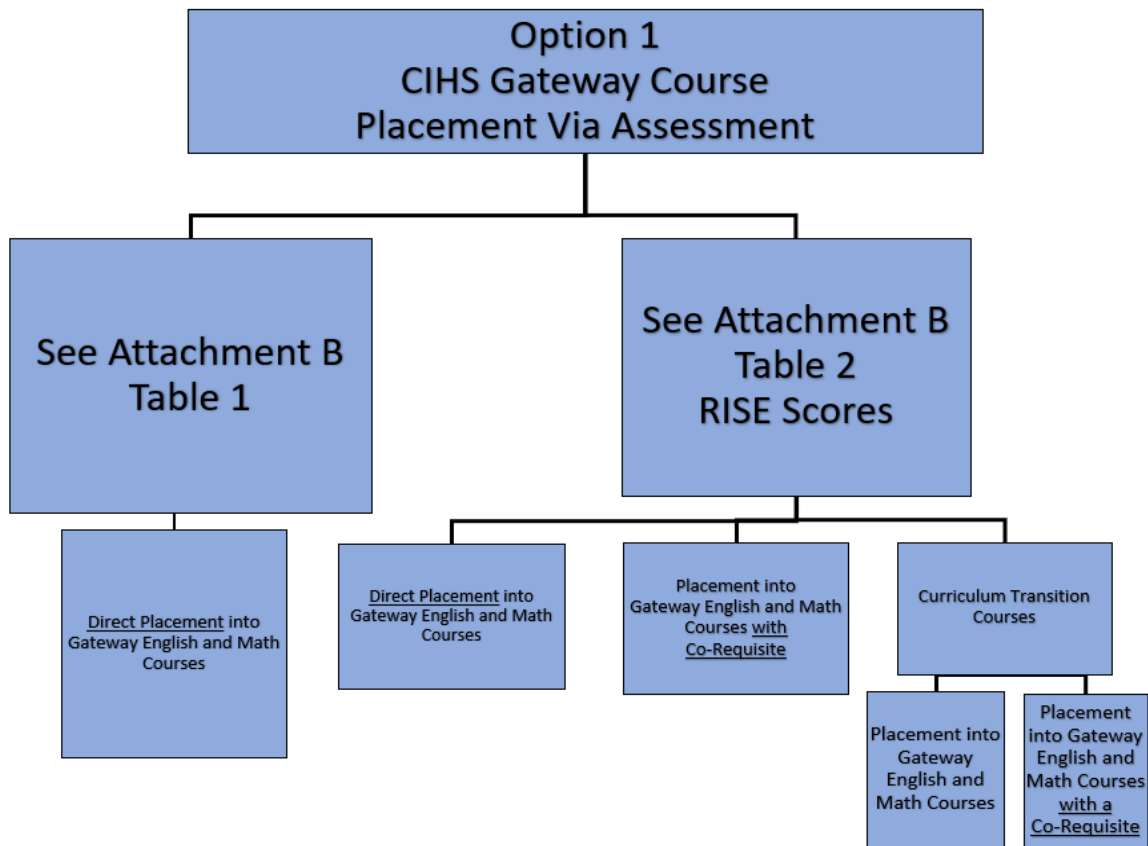 Option 1
CIHS Gateway Course
Placement Via Assessment
See Attachment B
Table 1
See Attachment B
Table 2
RISE Scores
Direct Placement into
Gateway English and Math
Courses
Direct Placement into
Gateway English and Math
Courses
Placement into
Gateway English and Math
Courses with
Co-Requisite
Curriculum Transition
Courses
Placement into
Gateway
English and
Math Courses
Placement
into Gateway
English and
Math Courses
with a
Co-Requisite